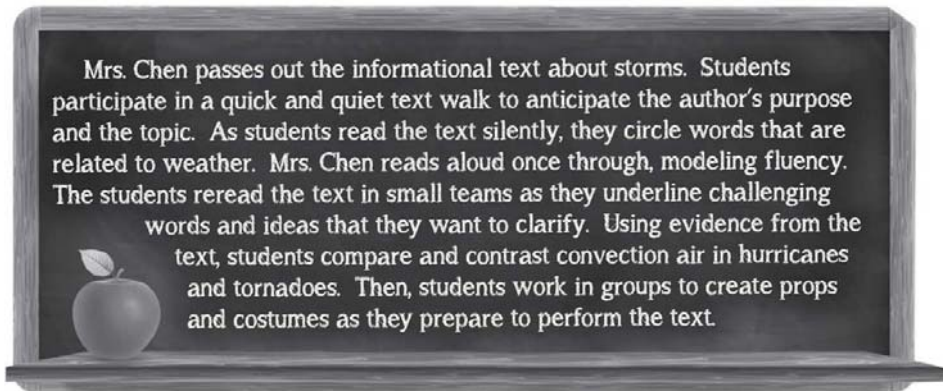 Mrs. Chen passes out the informational text about storms. Students
participate in a quick and quiet text walk to anticipate the author's purpose
and the topic. As students read the text silently, they circle words that are
related to weather. Mrs. Chen reads aloud once through, modeling fluency.
The students reread the text in small teams as they underline challenging
words and ideas that they want to clarify. Using evidence from the
text, students compare and contrast convection air in hurricanes
and tornadoes. Then, students work in groups to create props
and costumes as they prepare to perform the text.